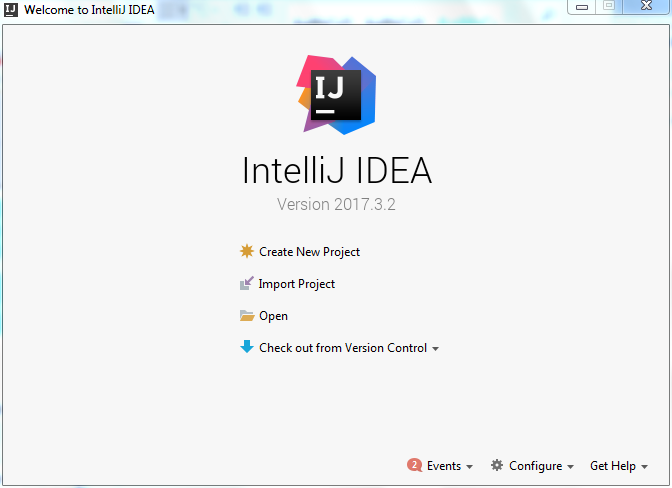 Welcome to IntelliJ IDEA
IJ
IntelliJ IDEA
Version 2017.3.2
Create New Project
Import Project
Open
Check out from Version Control
2 Events Configure Get Help